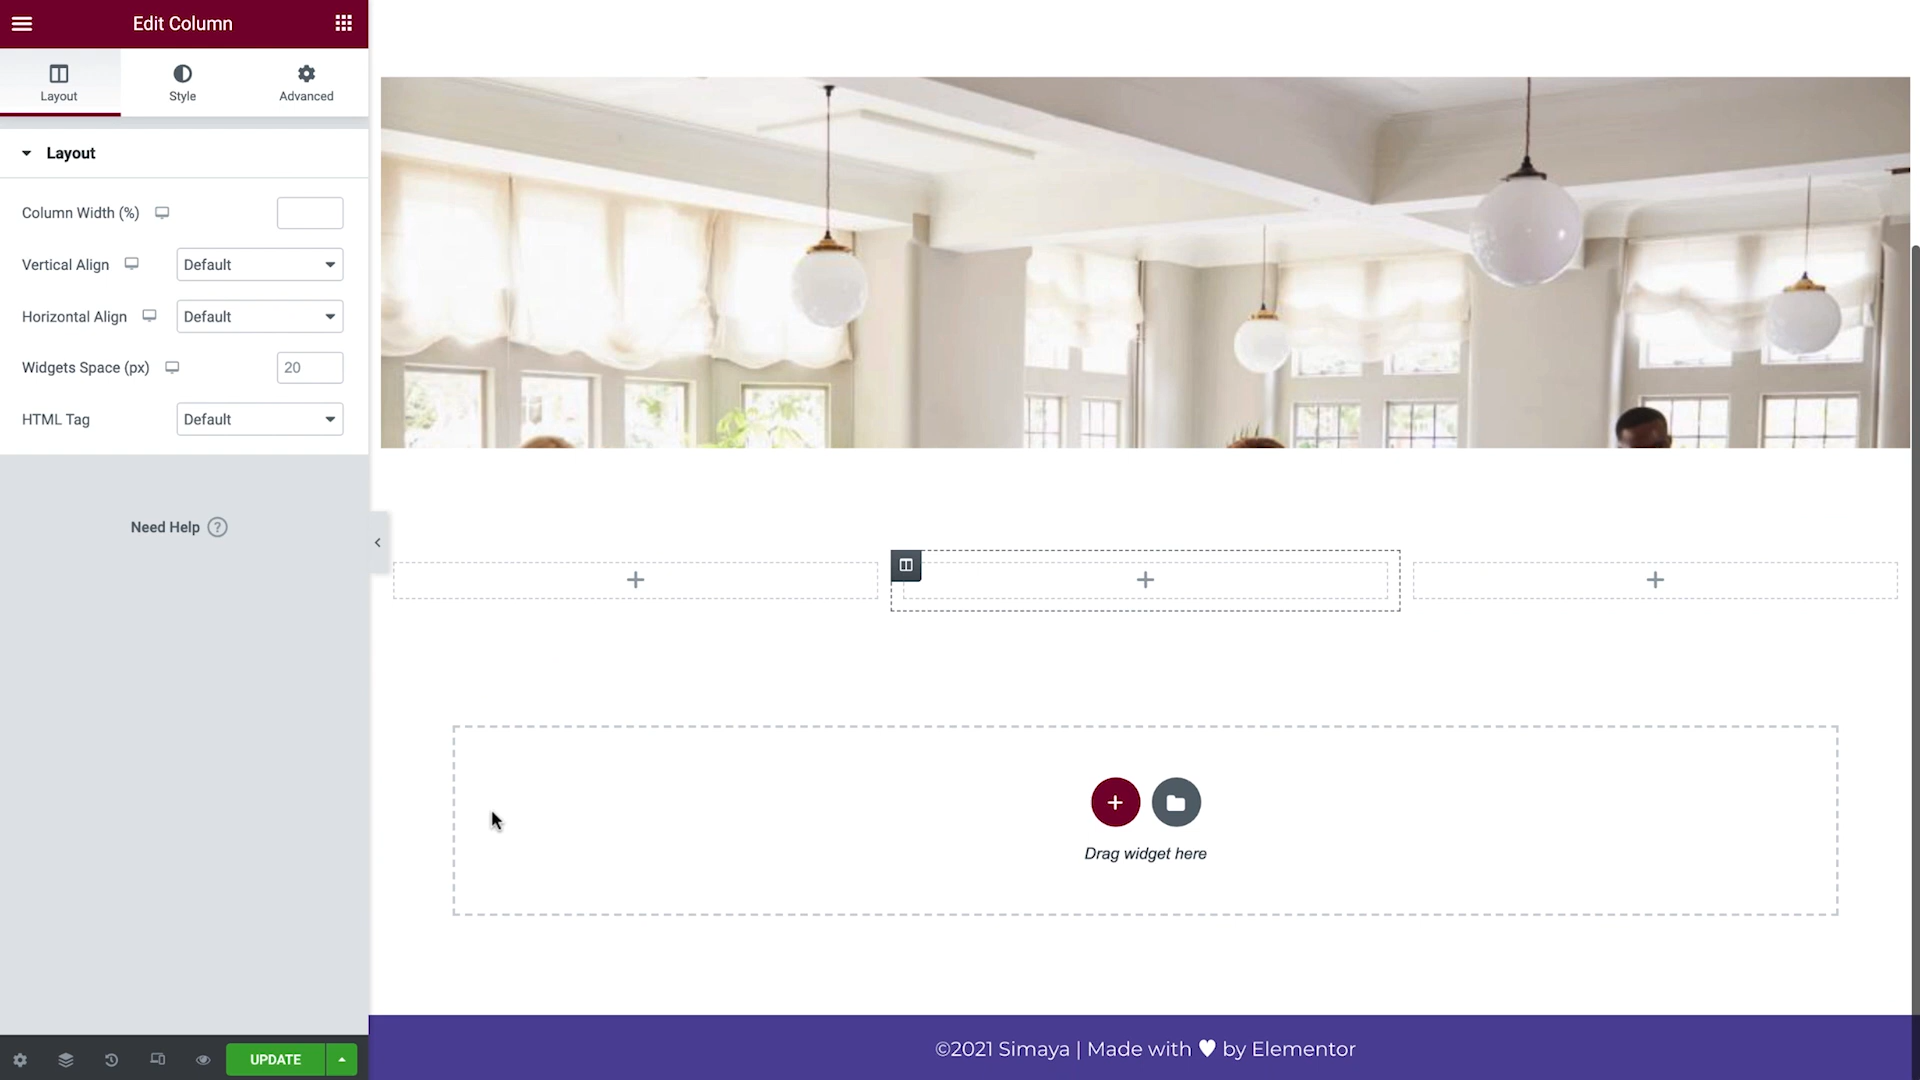 Edit Column
Layout
Style
Advanced
Layout
Column Width (%)
Vertical Align
Default
Horizontal Align
Default
Widgets Space (px)
20
HTML Tag
Default
Need Help ?
Drag widget here
©2021 Simaya | Made with ♥ by Elementor
UPDATE